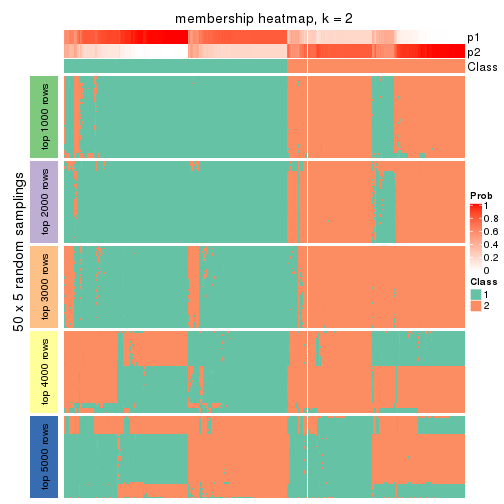 membership heatmap, k = 2
p1
p2
Class
50 x 5 random samplings
top 1000 rows
top 2000 rows
top 3000 rows
top 4000 rows
top 5000 rows
Prob
1
0.8
0.6
0.4
0.2
0
Class
1
2